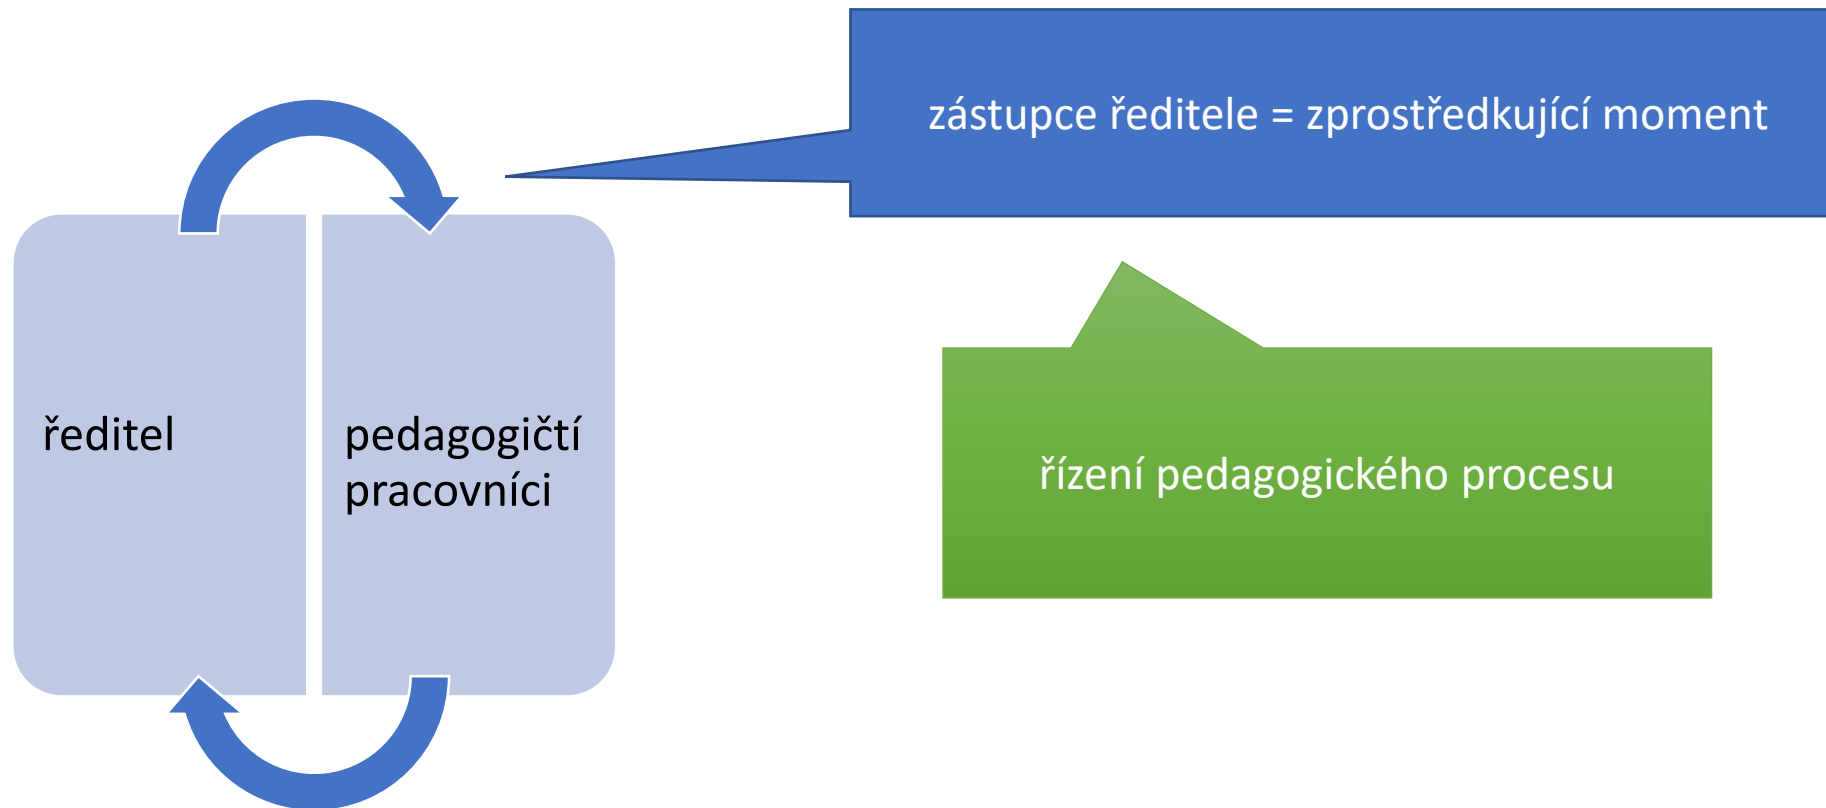 zástupce ředitele = zprostředkující moment
ředitel
pedagogičtí
pracovníci
řízení pedagogického procesu